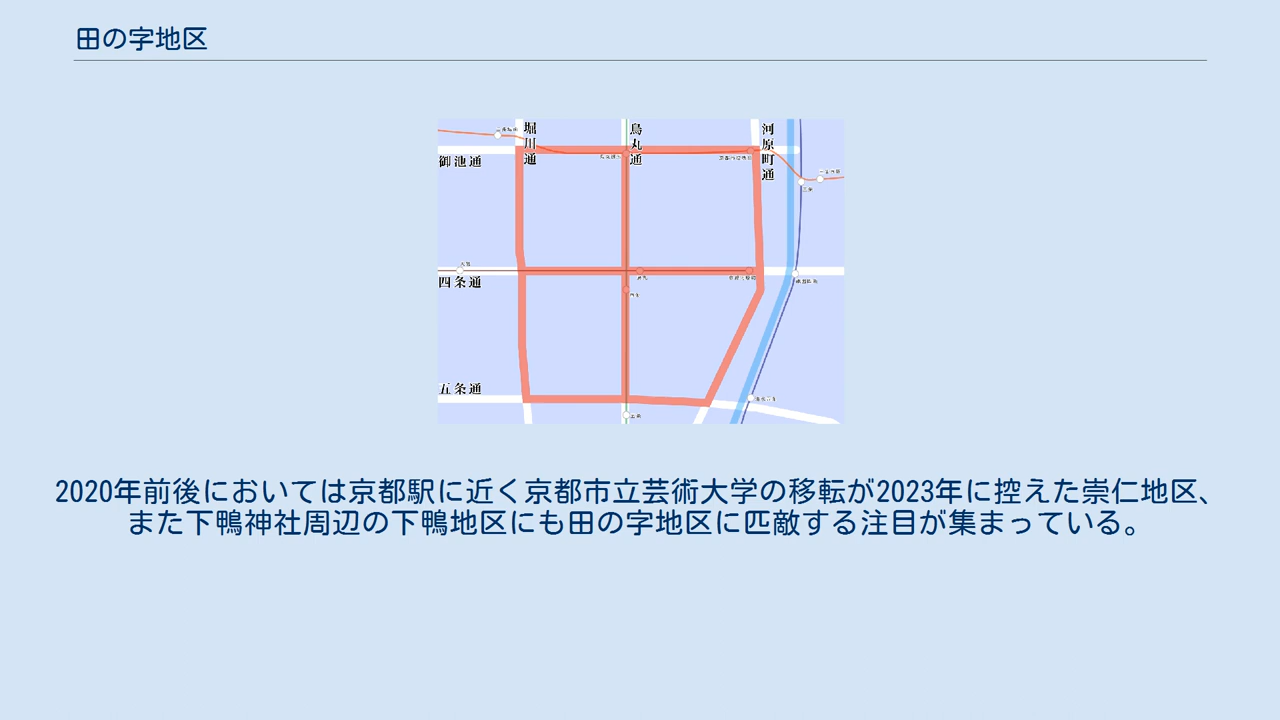 田の字地区
堀川通
烏丸通
河原町通
御池通
四条通
五条通
2020年前後においては京都駅に近く京都市立芸術大学の移転が2023年に控えた崇仁地区、
また下鴨神社周辺の下鴨地区にも田の字地区に匹敵する注目が集まっている。